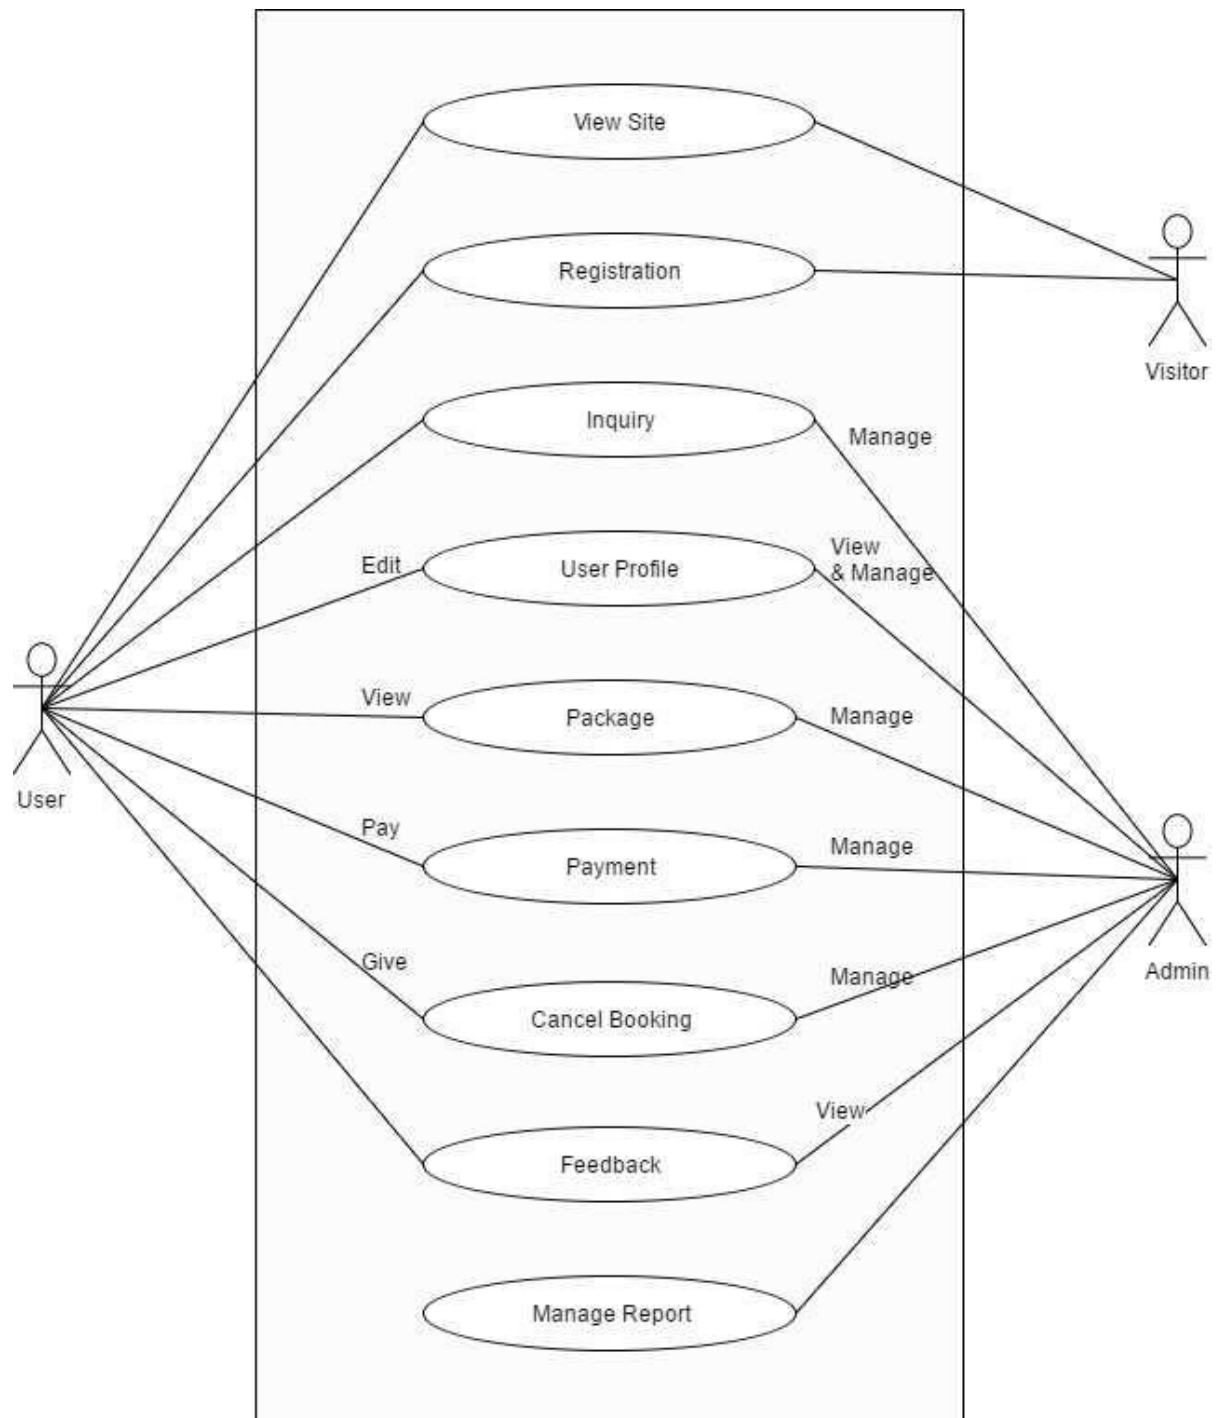 View Site
Registration
Visitor
Inquiry
Manage
Edit
User Profile
View
& Manage
View
Package
Manage
User
Pay
Payment
Manage
Give
Cancel Booking
Manage
Admin
Feedback
View
Manage Report